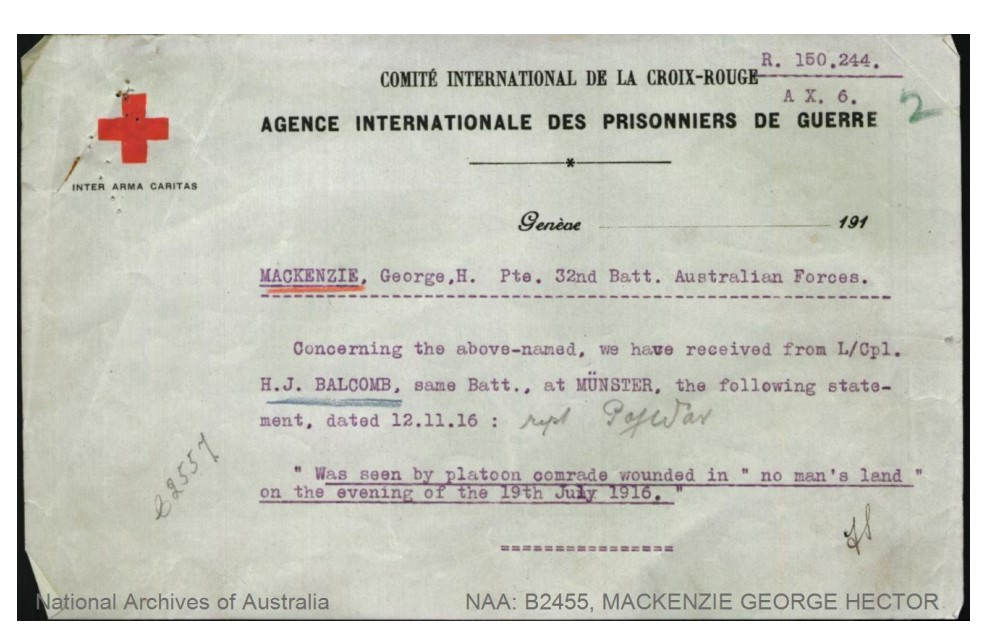 R. 150.244.
COMITÉ INTERNATIONAL DE LA CROIX-ROUGE
A X. 6.
2
AGENCE INTERNATIONALE DES PRISONNIERS DE GUERRE
INTER ARMA CARITAS
Genève 191
MACKENZIE, George,H. Pte. 32nd Batt. Australian Forces.
Concerning the above-named, we have received from L/Cpl.
H.J. BALCOMB, same Batt., at MÜNSTER, the following state-
ment, dated 12.11.16 : rept P of War
22557
" Was seen by platoon comrade wounded in " no man's land "
on the evening of the 19th July 1916. "
================
National Archives of Australia
NAA: B2455, MACKENZIE GEORGE HECTOR